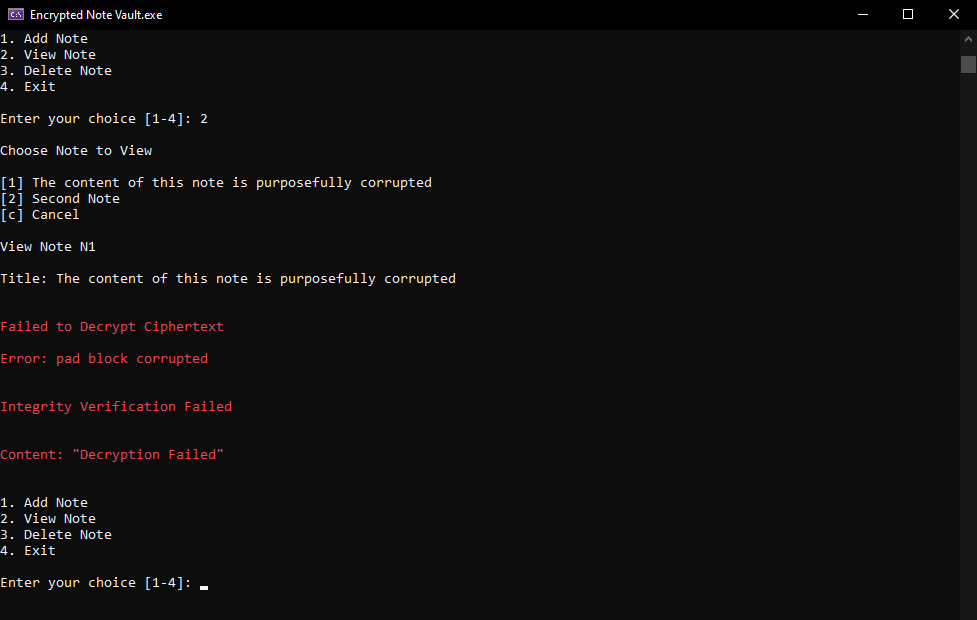 Encrypted Note Vault.exe
1. Add Note
2. View Note
3. Delete Note
4. Exit
Enter your choice [1-4]: 2
Choose Note to View
[1] The content of this note is purposefully corrupted
[2] Second Note
[c] Cancel
View Note N1
Title: The content of this note is purposefully corrupted
Failed to Decrypt Ciphertext
Error: pad block corrupted
Integrity Verification Failed
Content: "Decryption Failed"
1. Add Note
2. View Note
3. Delete Note
4. Exit
Enter your choice [1-4]: